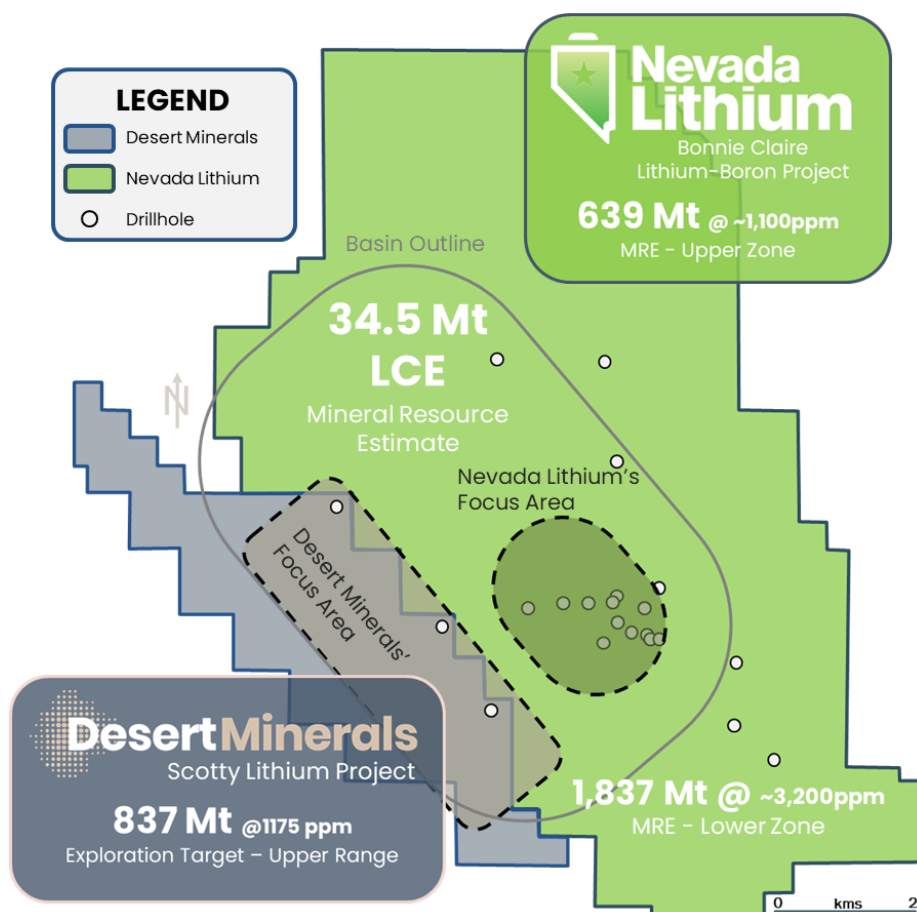 LEGEND
Desert Minerals
Nevada Lithium
Drillhole
Nevada
Lithium
Bonnie Claire
Lithium-Boron Project
639 Mt @ ~1,100ppm
MRE - Upper Zone
Basin Outline
34.5 Mt
LCE
Mineral Resource
Estimate
N
Nevada Lithium's
Focus Area
Desert Minerals'
Focus Area
DesertMinerals
Scotty Lithium Project
837 Mt @1175 ppm
Exploration Target – Upper Range
1,837 Mt @ ~3,200ppm
MRE - Lower Zone
0 kms 2